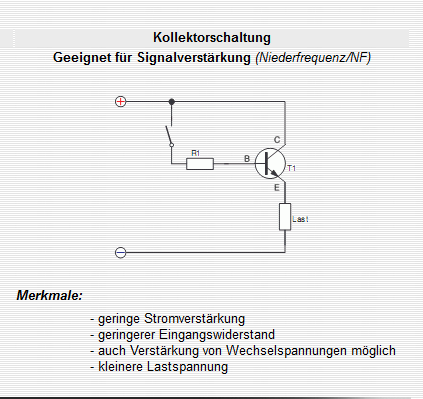 Kollektorschaltung
Geeignet für Signalverstärkung (Niederfrequenz/NF)
C
R1
B
T1
E
Last
Merkmale:
- geringe Stromverstärkung
- geringerer Eingangswiderstand
- auch Verstärkung von Wechselspannungen möglich
- kleinere Lastspannung